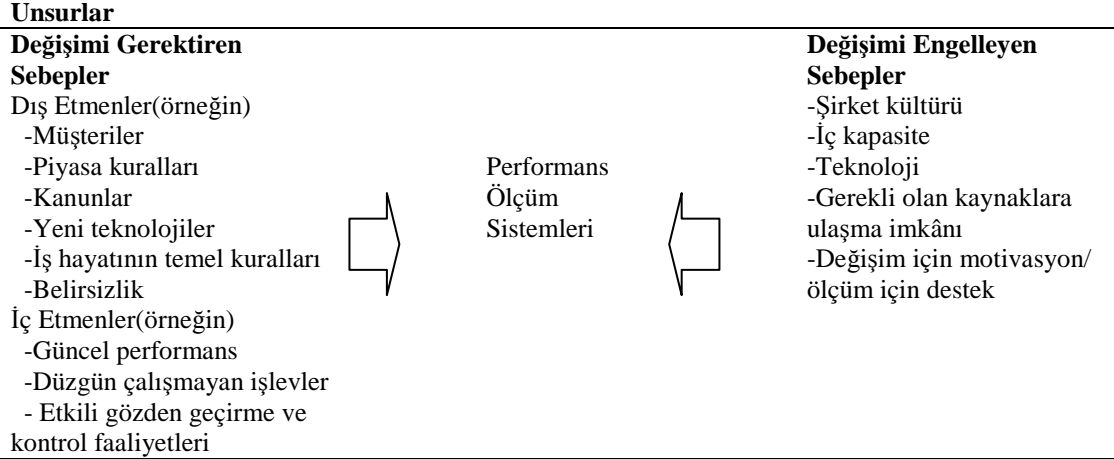 Unsurlar
Değişimi Gerektiren
Sebepler
Dış Etmenler(örneğin)
-Müşteriler
-Piyasa kuralları
-Kanunlar
-Yeni teknolojiler
-İş hayatının temel kuralları
-Belirsizlik
İç Etmenler(örneğin)
-Güncel performans
-Düzgün çalışmayan işlevler
- Etkili gözden geçirme ve
kontrol faaliyetleri
Performans
Ölçüm
Sistemleri
Değişimi Engelleyen
Sebepler
-Şirket kültürü
-İç kapasite
-Teknoloji
-Gerekli olan kaynaklara
ulaşma imkânı
-Değişim için motivasyon/
ölçüm için destek